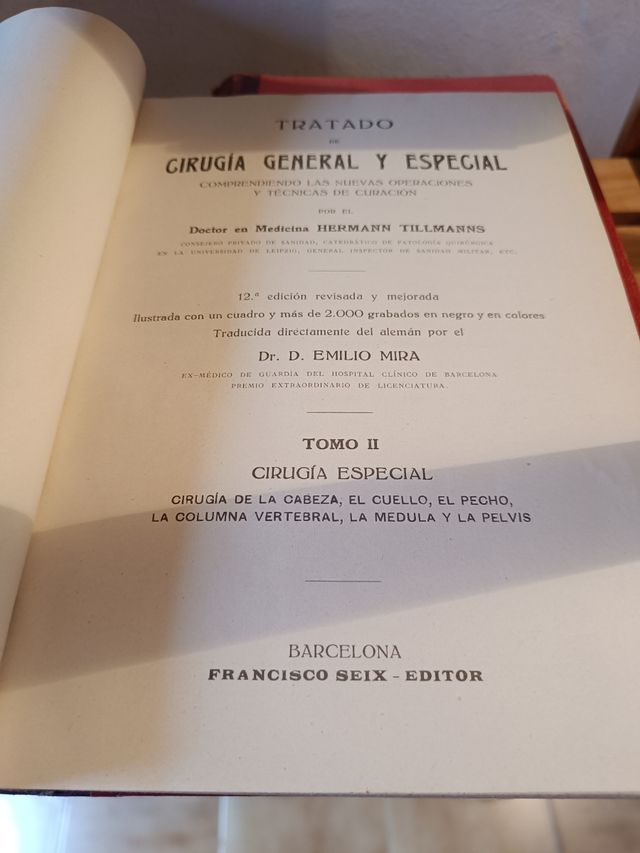 TRATADO
DE
CIRUGÍA GENERAL Y ESPECIAL
COMPRENDIENDO LAS NUEVAS OPERACIONES
Y TÉCNICAS DE CURACIÓN
POR EL
Doctor en Medicina HERMANN TILLMANNS
CONSEJERO PRIVADO DE SANIDAD, CATEDRÁTICO DE PATOLOGÍA QUIRÚRGICA
EN LA UNIVERSIDAD DE LEIPZIG, GENERAL INSPECTOR DE SANIDAD MILITAR, ETC.
12.ª edición revisada y mejorada
Ilustrada con un cuadro y más de 2.000 grabados en negro y en colores
Traducida directamente del alemán por el
Dr. D. EMILIO MIRA
EX-MÉDICO DE GUARDIA DEL HOSPITAL CLÍNICO DE BARCELONA
PREMIO EXTRAORDINARIO DE LICENCIATURA.
TOMO II
CIRUGÍA ESPECIAL
CIRUGÍA DE LA CABEZA, EL CUELLO, EL PECHO,
LA COLUMNA VERTEBRAL, LA MEDULA Y LA PELVIS
BARCELONA
FRANCISCO SEIX - EDITOR